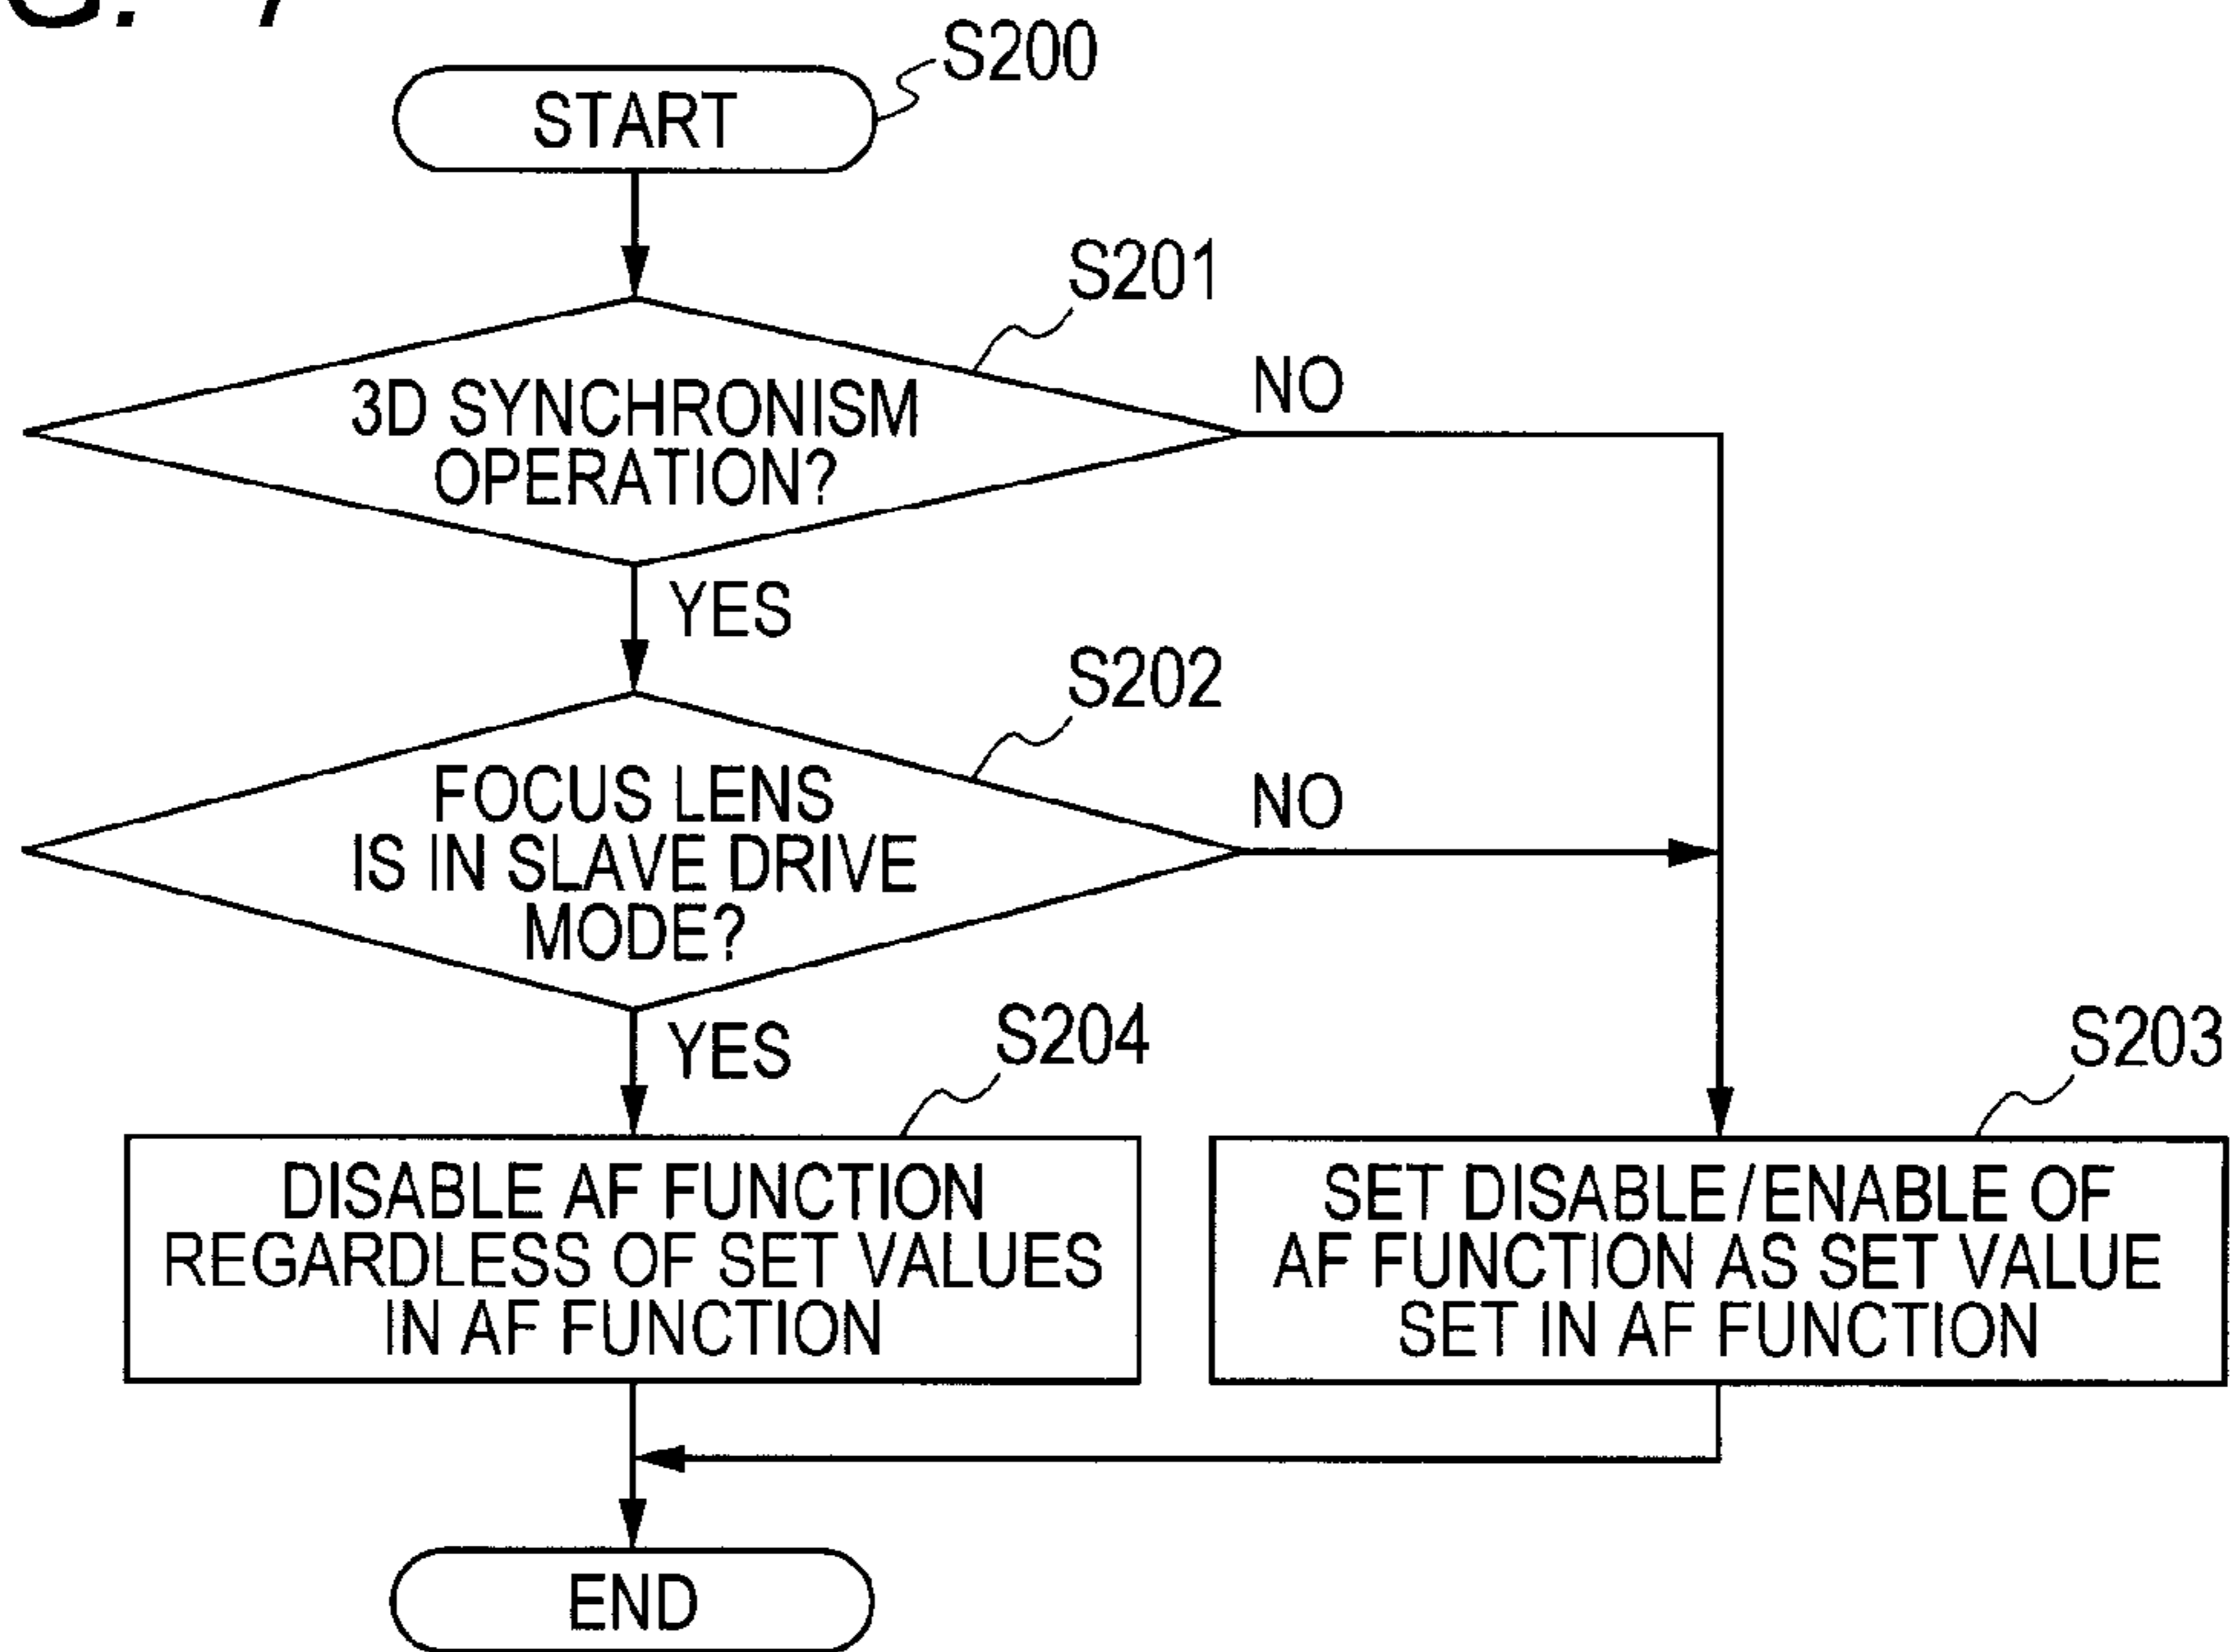 START
S200
S201
3D SYNCHRONISM
OPERATION?
NO
YES
S202
FOCUS LENS
IS IN SLAVE DRIVE
MODE?
NO
YES
S204
S203
DISABLE AF FUNCTION
REGARDLESS OF SET VALUES
IN AF FUNCTION
SET DISABLE/ENABLE OF
AF FUNCTION AS SET VALUE
SET IN AF FUNCTION
END